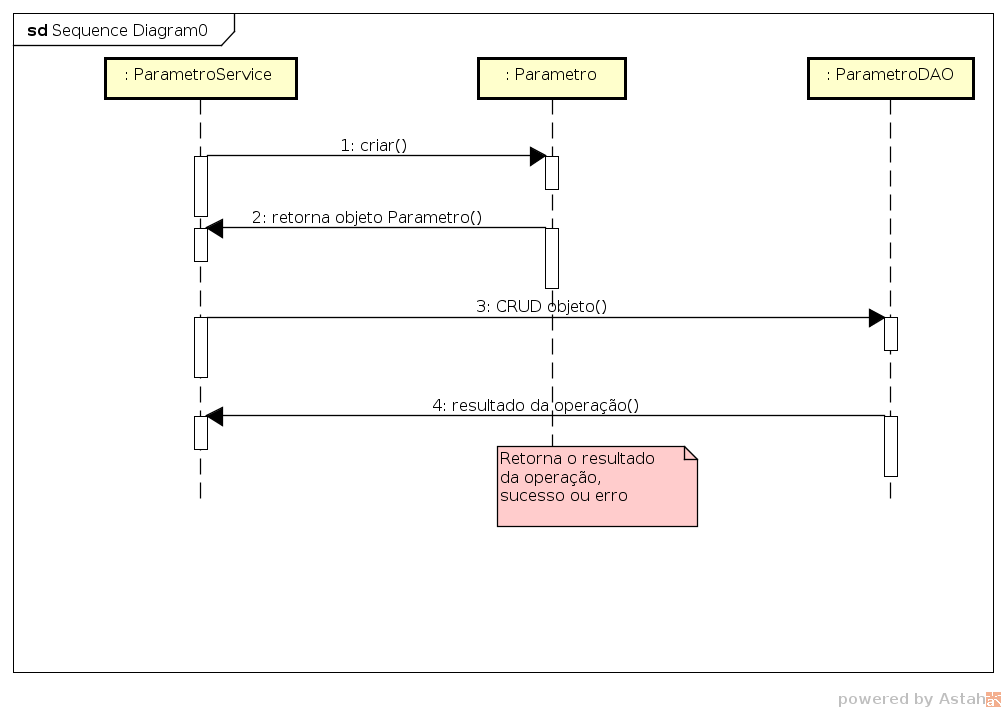 sd Sequence Diagram0
: ParametroService
: Parametro
: ParametroDAO
1: criar()
2: retorna objeto Parametro()
3: CRUD objeto()
4: resultado da operação()
Retorna o resultado
da operação,
sucesso ou erro
powered by Astah